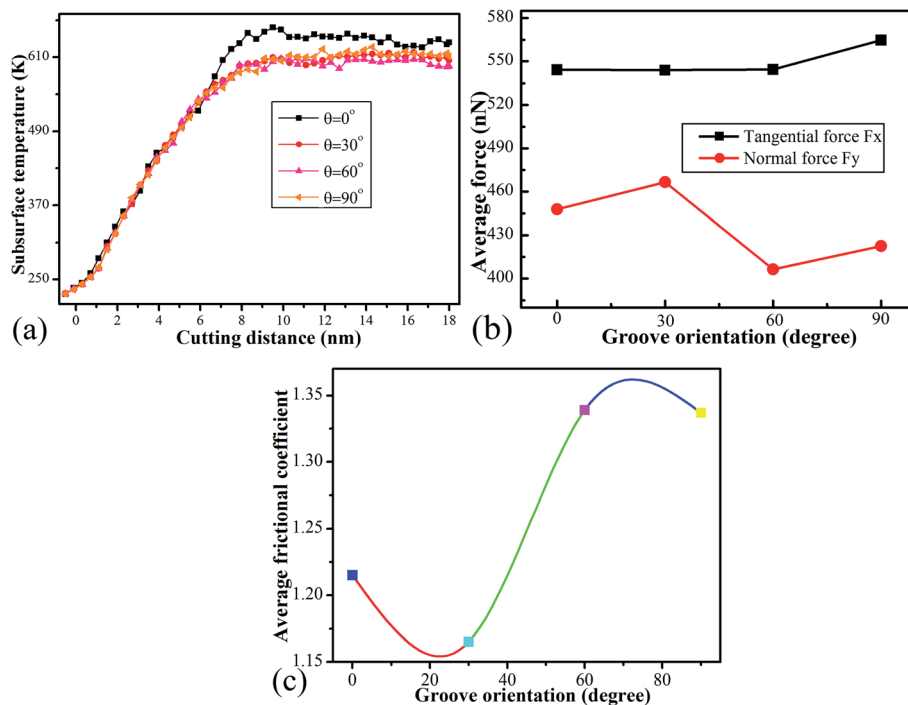 Subsurface temperature (K)
610
490
370
250
θ=0°
θ=30°
θ=60°
θ=90°
0 2 4 6 8 10 12 14 16 18
Cutting distance (nm)
(a)
Average force (nN)
580
550
520
490
460
430
400
Tangential force Fx
Normal force Fy
0 30 60 90
Groove orientation (degree)
(b)
Average frictional coefficient
1.35
1.30
1.25
1.20
1.15
0 20 40 60 80
Groove orientation (degree)
(c)